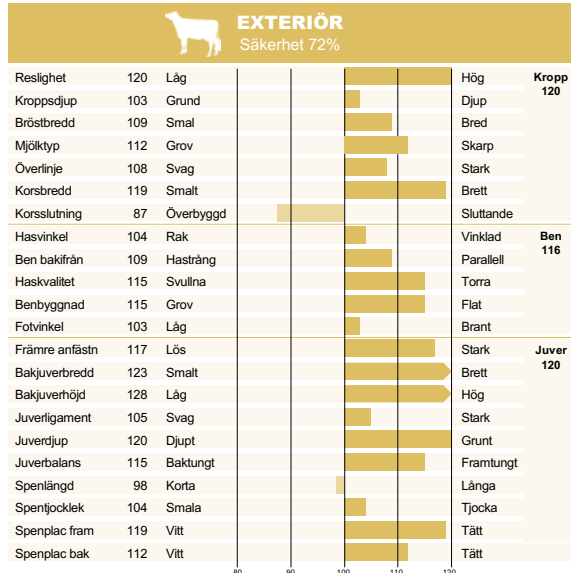 EXTERIÖR
Säkerhet 72%
Reslighet 120 Låg Hög Kropp
Kroppsdjup 103 Grund Djup 120
Bröstbredd 109 Smal Bred
Mjölktyp 112 Grov Skarp
Överlinje 108 Svag Stark
Korsbredd 119 Smalt Brett
Korsslutning 87 Överbyggd Sluttande
Hasvinkel 104 Rak Vinklad Ben
Ben bakifrån 109 Hastrång Parallell 116
Haskvalitet 115 Svullna Torra
Benbyggnad 115 Grov Flat
Fotvinkel 103 Låg Brant
Främre anfästn 117 Lös Stark Juver
Bakjuverbredd 123 Smalt Brett 120
Bakjuverhöjd 128 Låg Hög
Juverligament 105 Svag Stark
Juverdjup 120 Djupt Grunt
Juverbalans 115 Baktungt Framtungt
Spenlängd 98 Korta Långa
Spentjocklek 104 Smala Tjocka
Spenplac fram 119 Vitt Tätt
Spenplac bak 112 Vitt Tätt
80 90 100 110 120